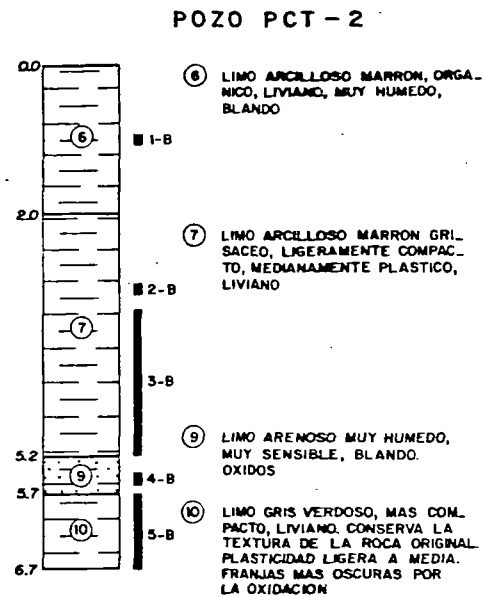 POZO PCT-2
0.0
⑥ LIMO ARCILLOSO MARRON, ORGA_
NICO, LIVIANO, MUY HUMEDO,
BLANDO
⑥
1-B
2.0
⑦ LIMO ARCILLOSO MARRON GRI_
SACEO, LIGERAMENTE COMPAC_
TO, MEDIANAMENTE PLASTICO,
LIVIANO
2-B
⑦
3-B
⑨ LIMO ARENOSO MUY HUMEDO,
MUY SENSIBLE, BLANDO.
OXIDOS
5.2
⑨
4-B
5.7
⑩ LIMO GRIS VERDOSO, MAS COM_
PACTO, LIVIANO. CONSERVA LA
TEXTURA DE LA ROCA ORIGINAL
PLASTICIDAD LIGERA A MEDIA.
FRANJAS MAS OSCURAS POR
LA OXIDACION
⑩
5-B
6.7